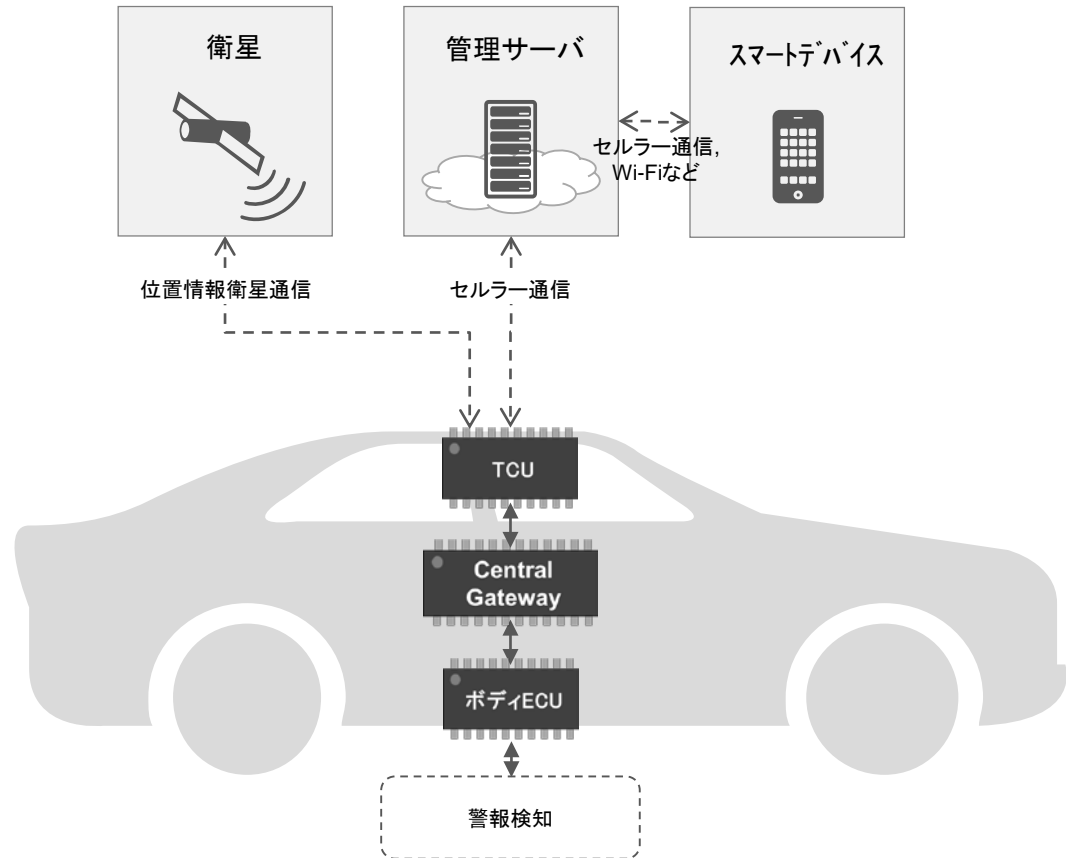 衛星
管理サーバ
スマートデバイス
セルラー通信,
Wi-Fiなど
位置情報衛星通信
セルラー通信
TCU
Central
Gateway
ボディECU
警報検知